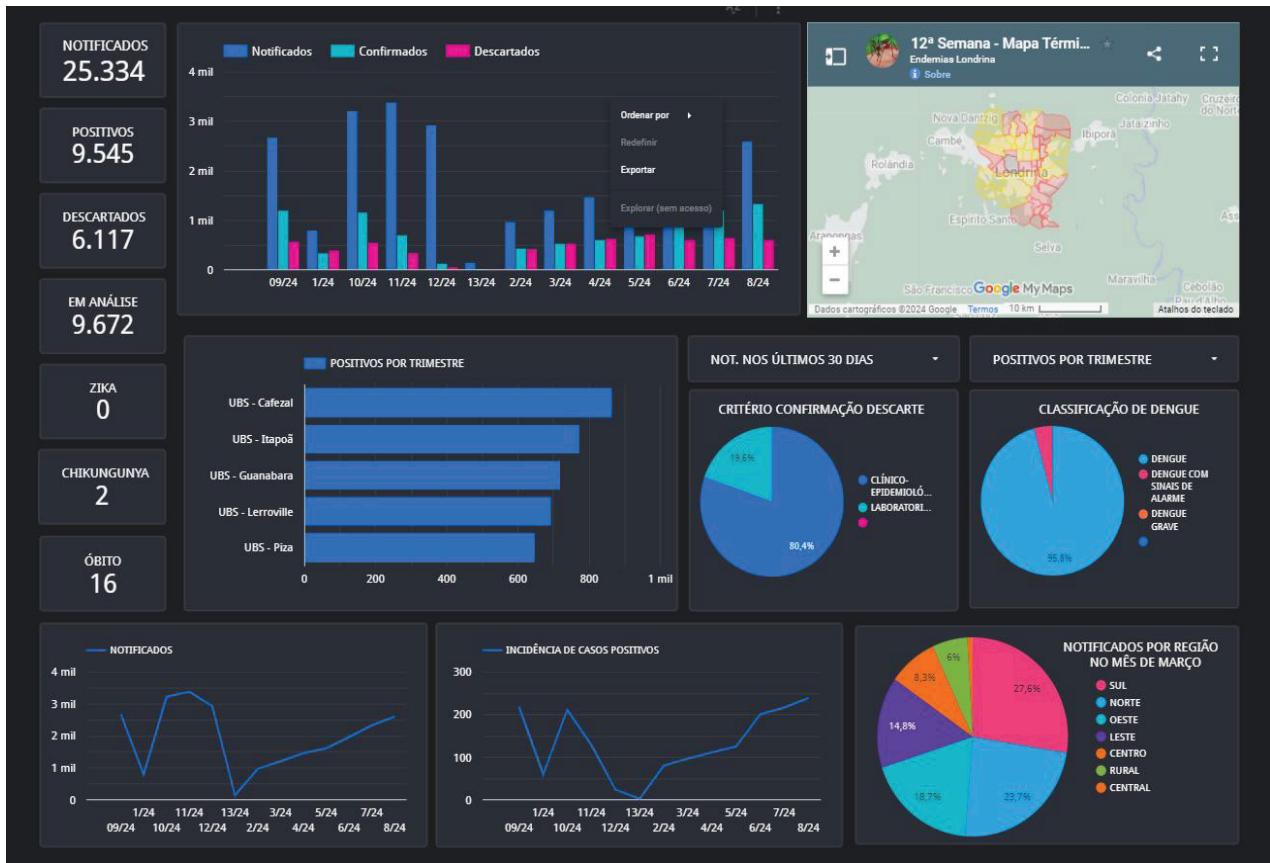 NOTIFICADOS
25.334
POSITIVOS
9.545
DESCARTADOS
6.117
EM ANÁLISE
9.672
ZIKA
0
CHIKUNGUNYA
2
ÓBITO
16
Notificados Confirmados Descartados
4 mil
3 mil
2 mil
1 mil
0
09/24 1/24 10/24 11/24 12/24 13/24 2/24 3/24 4/24 5/24 6/24 7/24 8/24
Ordenar por
Redefinir
Exportar
Explorar (sem acesso)
12ª Semana - Mapa Térmi...
Endemias Londrina
Sobre
Colonia Jatahy
Cruzeiro
do Norte
Nova Dantzig
Jataizinho
Cambé
Ibiporã
Rolândia
Londrina
Espírito Santo
Arapongas
Selva
+
−
São Francisco
Google My Maps
Maravilha
Cebolão
Dados cartográficos ©2024 Google Termos 10 km Atalhos do teclado
POSITIVOS POR TRIMESTRE
UBS - Cafezal
UBS - Itapoã
UBS - Guanabara
UBS - Lerroville
UBS - Piza
0 200 400 600 800 1 mil
NOT. NOS ÚLTIMOS 30 DIAS
POSITIVOS POR TRIMESTRE
CRITÉRIO CONFIRMAÇÃO DESCARTE
19,6%
80,4%
CLÍNICO-
EPIDEMIOLÓ...
LABORATORI...
CLASSIFICAÇÃO DE DENGUE
95,8%
DENGUE
DENGUE COM
SINAIS DE
ALARME
DENGUE
GRAVE
NOTIFICADOS
4 mil
3 mil
2 mil
1 mil
0
1/24 11/24 13/24 3/24 5/24 7/24
09/24 10/24 12/24 2/24 4/24 6/24 8/24
INCIDÊNCIA DE CASOS POSITIVOS
300
200
100
0
1/24 11/24 13/24 3/24 5/24 7/24
09/24 10/24 12/24 2/24 4/24 6/24 8/24
NOTIFICADOS POR REGIÃO
NO MÊS DE MARÇO
27,6%
23,7%
18,7%
14,8%
8,3%
6%
SUL
NORTE
OESTE
LESTE
CENTRO
RURAL
CENTRAL